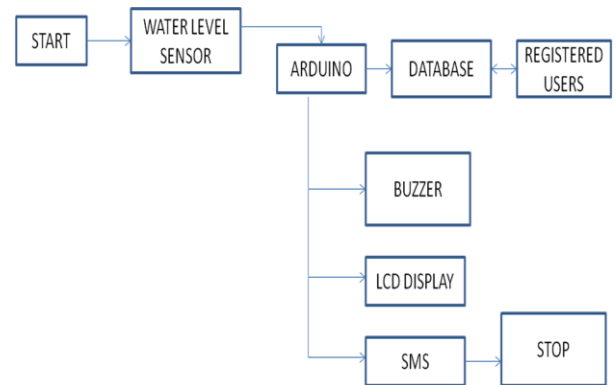 START
WATER LEVEL
SENSOR
ARDUINO
DATABASE
REGISTERED
USERS
BUZZER
LCD DISPLAY
SMS
STOP